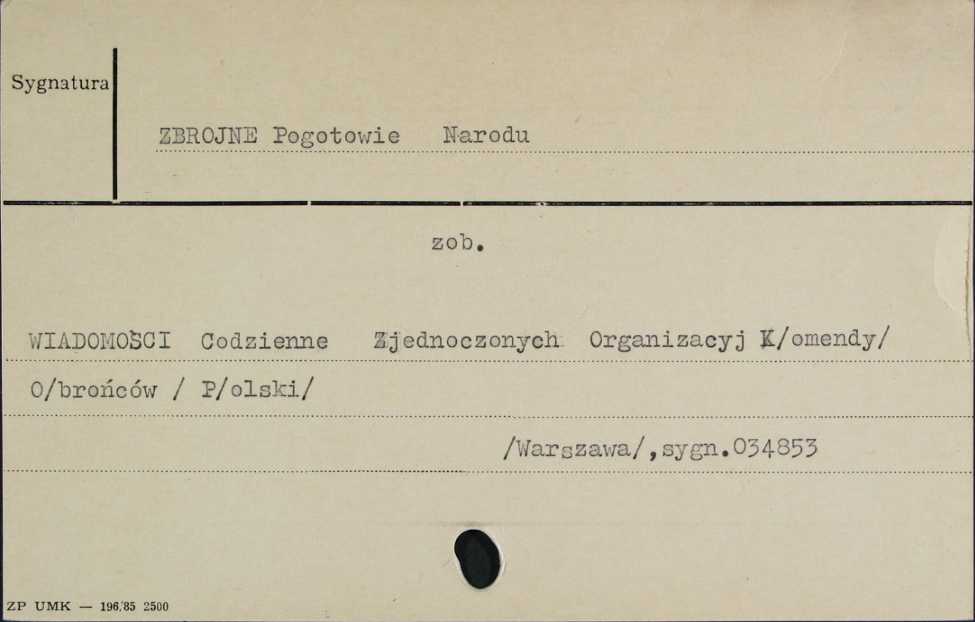 Sygnatura
ZBROJNE Pogotowie Narodu
zob.
WIADOMOŚCI Codzienne Zjednoczonych Organizacyj K/omendy/
O/brońców / P/olski/
/Warszawa/,sygn.034853
ZP UMK — 196/85 2500